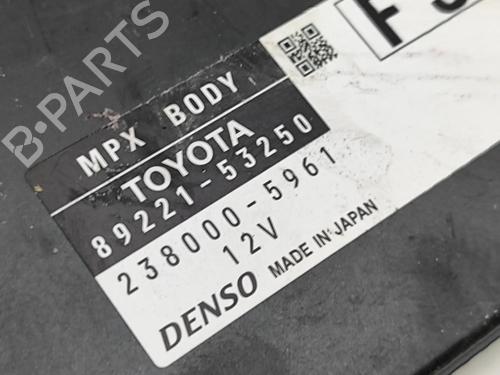 B-PARTS
F
MPX BODY
TOYOTA
89221-53250
238000-5961
12V
DENSO MADE IN JAPAN